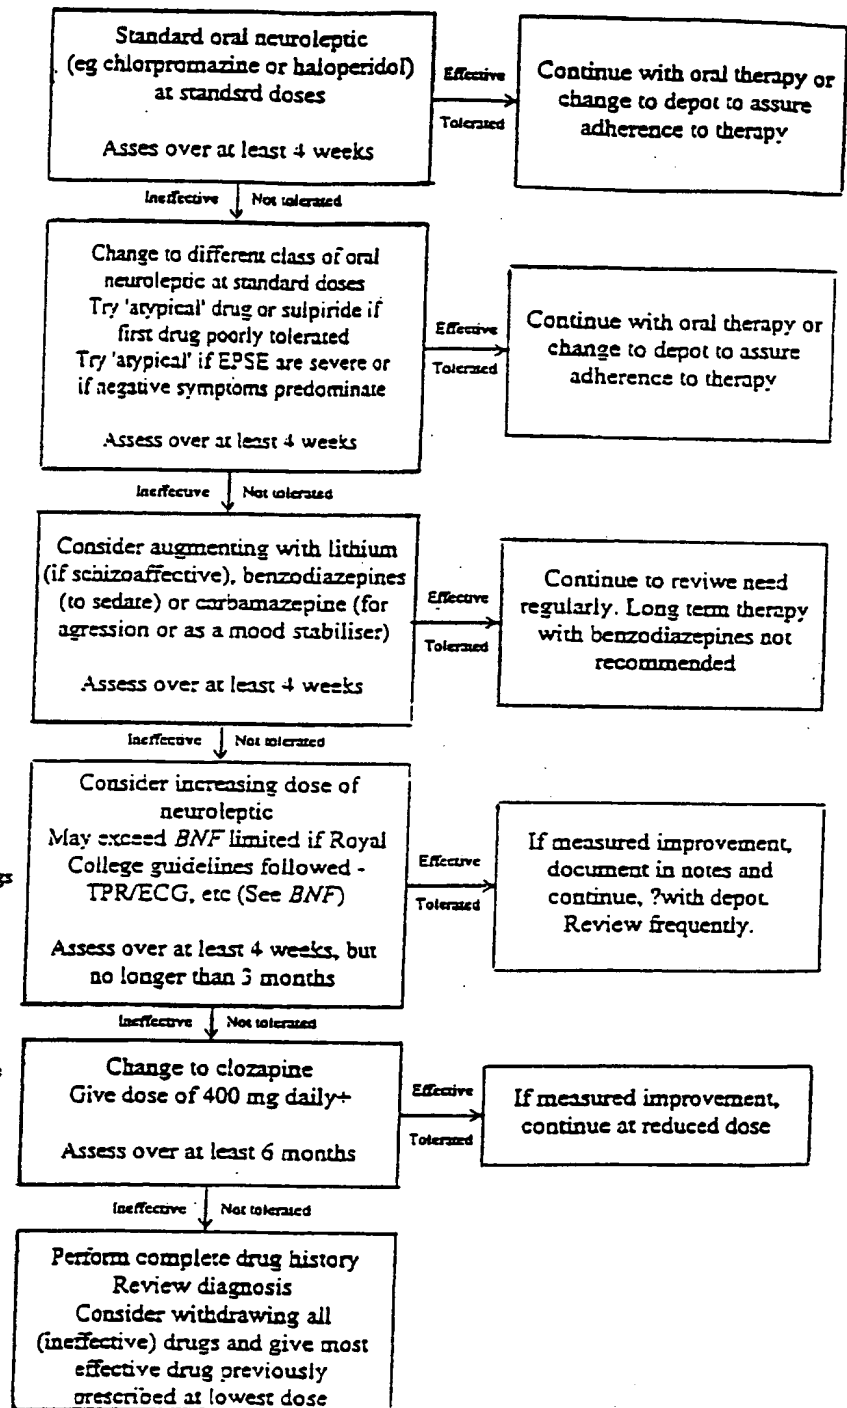 Standard oral neuroleptic
(eg chlorpromazine or haloperidol)
at standsrd doses
Asses over at least 4 weeks
Effective
Tolerated
Continue with oral therapy or
change to depot to assure
adherence to therapy
Ineffective Not tolerated
Change to different class of oral
neuroleptic at standard doses
Try 'atypical' drug or sulpiride if
first drug poorly tolerated
Try 'atypical' if EPSE are severe or
if negative symptoms predominate
Assess over at least 4 weeks
Effective
Tolerated
Continue with oral therapy or
change to depot to assure
adherence to therapy
Ineffective Not tolerated
Consider augmenting with lithium
(if schizoaffective), benzodiazepines
(to sedate) or carbamazepine (for
agression or as a mood stabiliser)
Assess over at least 4 weeks
Effective
Tolerated
Continue to reviwe need
regularly. Long term therapy
with benzodiazepines not
recommended
Ineffective Not tolerated
Consider increasing dose of
neuroleptic
May exceed BNF limited if Royal
College guidelines followed -
TPR/ECG, etc (See BNF)
Assess over at least 4 weeks, but
no longer than 3 months
Effective
Tolerated
If measured improvement,
document in notes and
continue, ?with depot.
Review frequently.
Ineffective Not tolerated
Change to clozapine
Give dose of 400 mg daily+
Assess over at least 6 months
Effective
Tolerated
If measured improvement,
continue at reduced dose
Ineffective Not tolerated
Perform complete drug history
Review diagnosis
Consider withdrawing all
(ineffective) drugs and give most
effective drug previously
prescribed at lowest dose